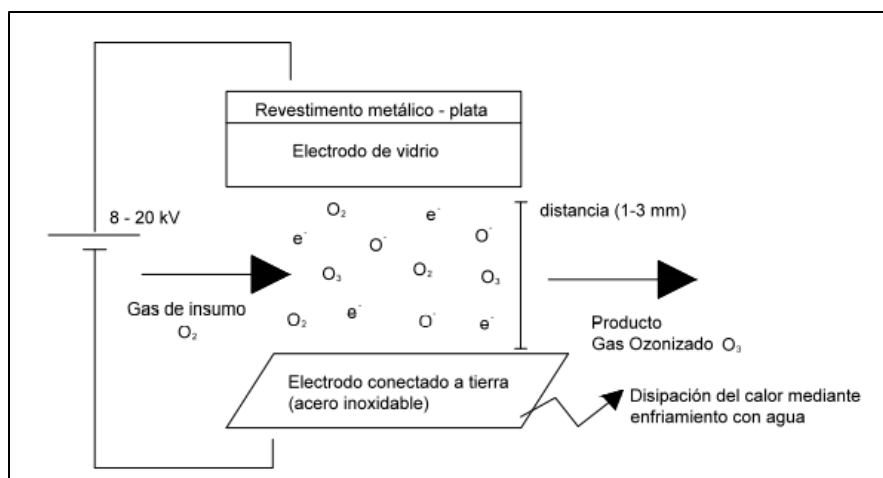 Revestimento metálico - plata
Electrodo de vidrio
8 - 20 kV
distancia (1-3 mm)
O₂ e⁻
e⁻ O⁻ O⁻
O₃ O₂ O₃
O₂ e⁻ O⁻ e⁻
Gas de insumo
O₂
Producto
Gas Ozonizado O₃
Electrodo conectado a tierra
(acero inoxidable)
Disipación del calor mediante
enfriamiento con agua